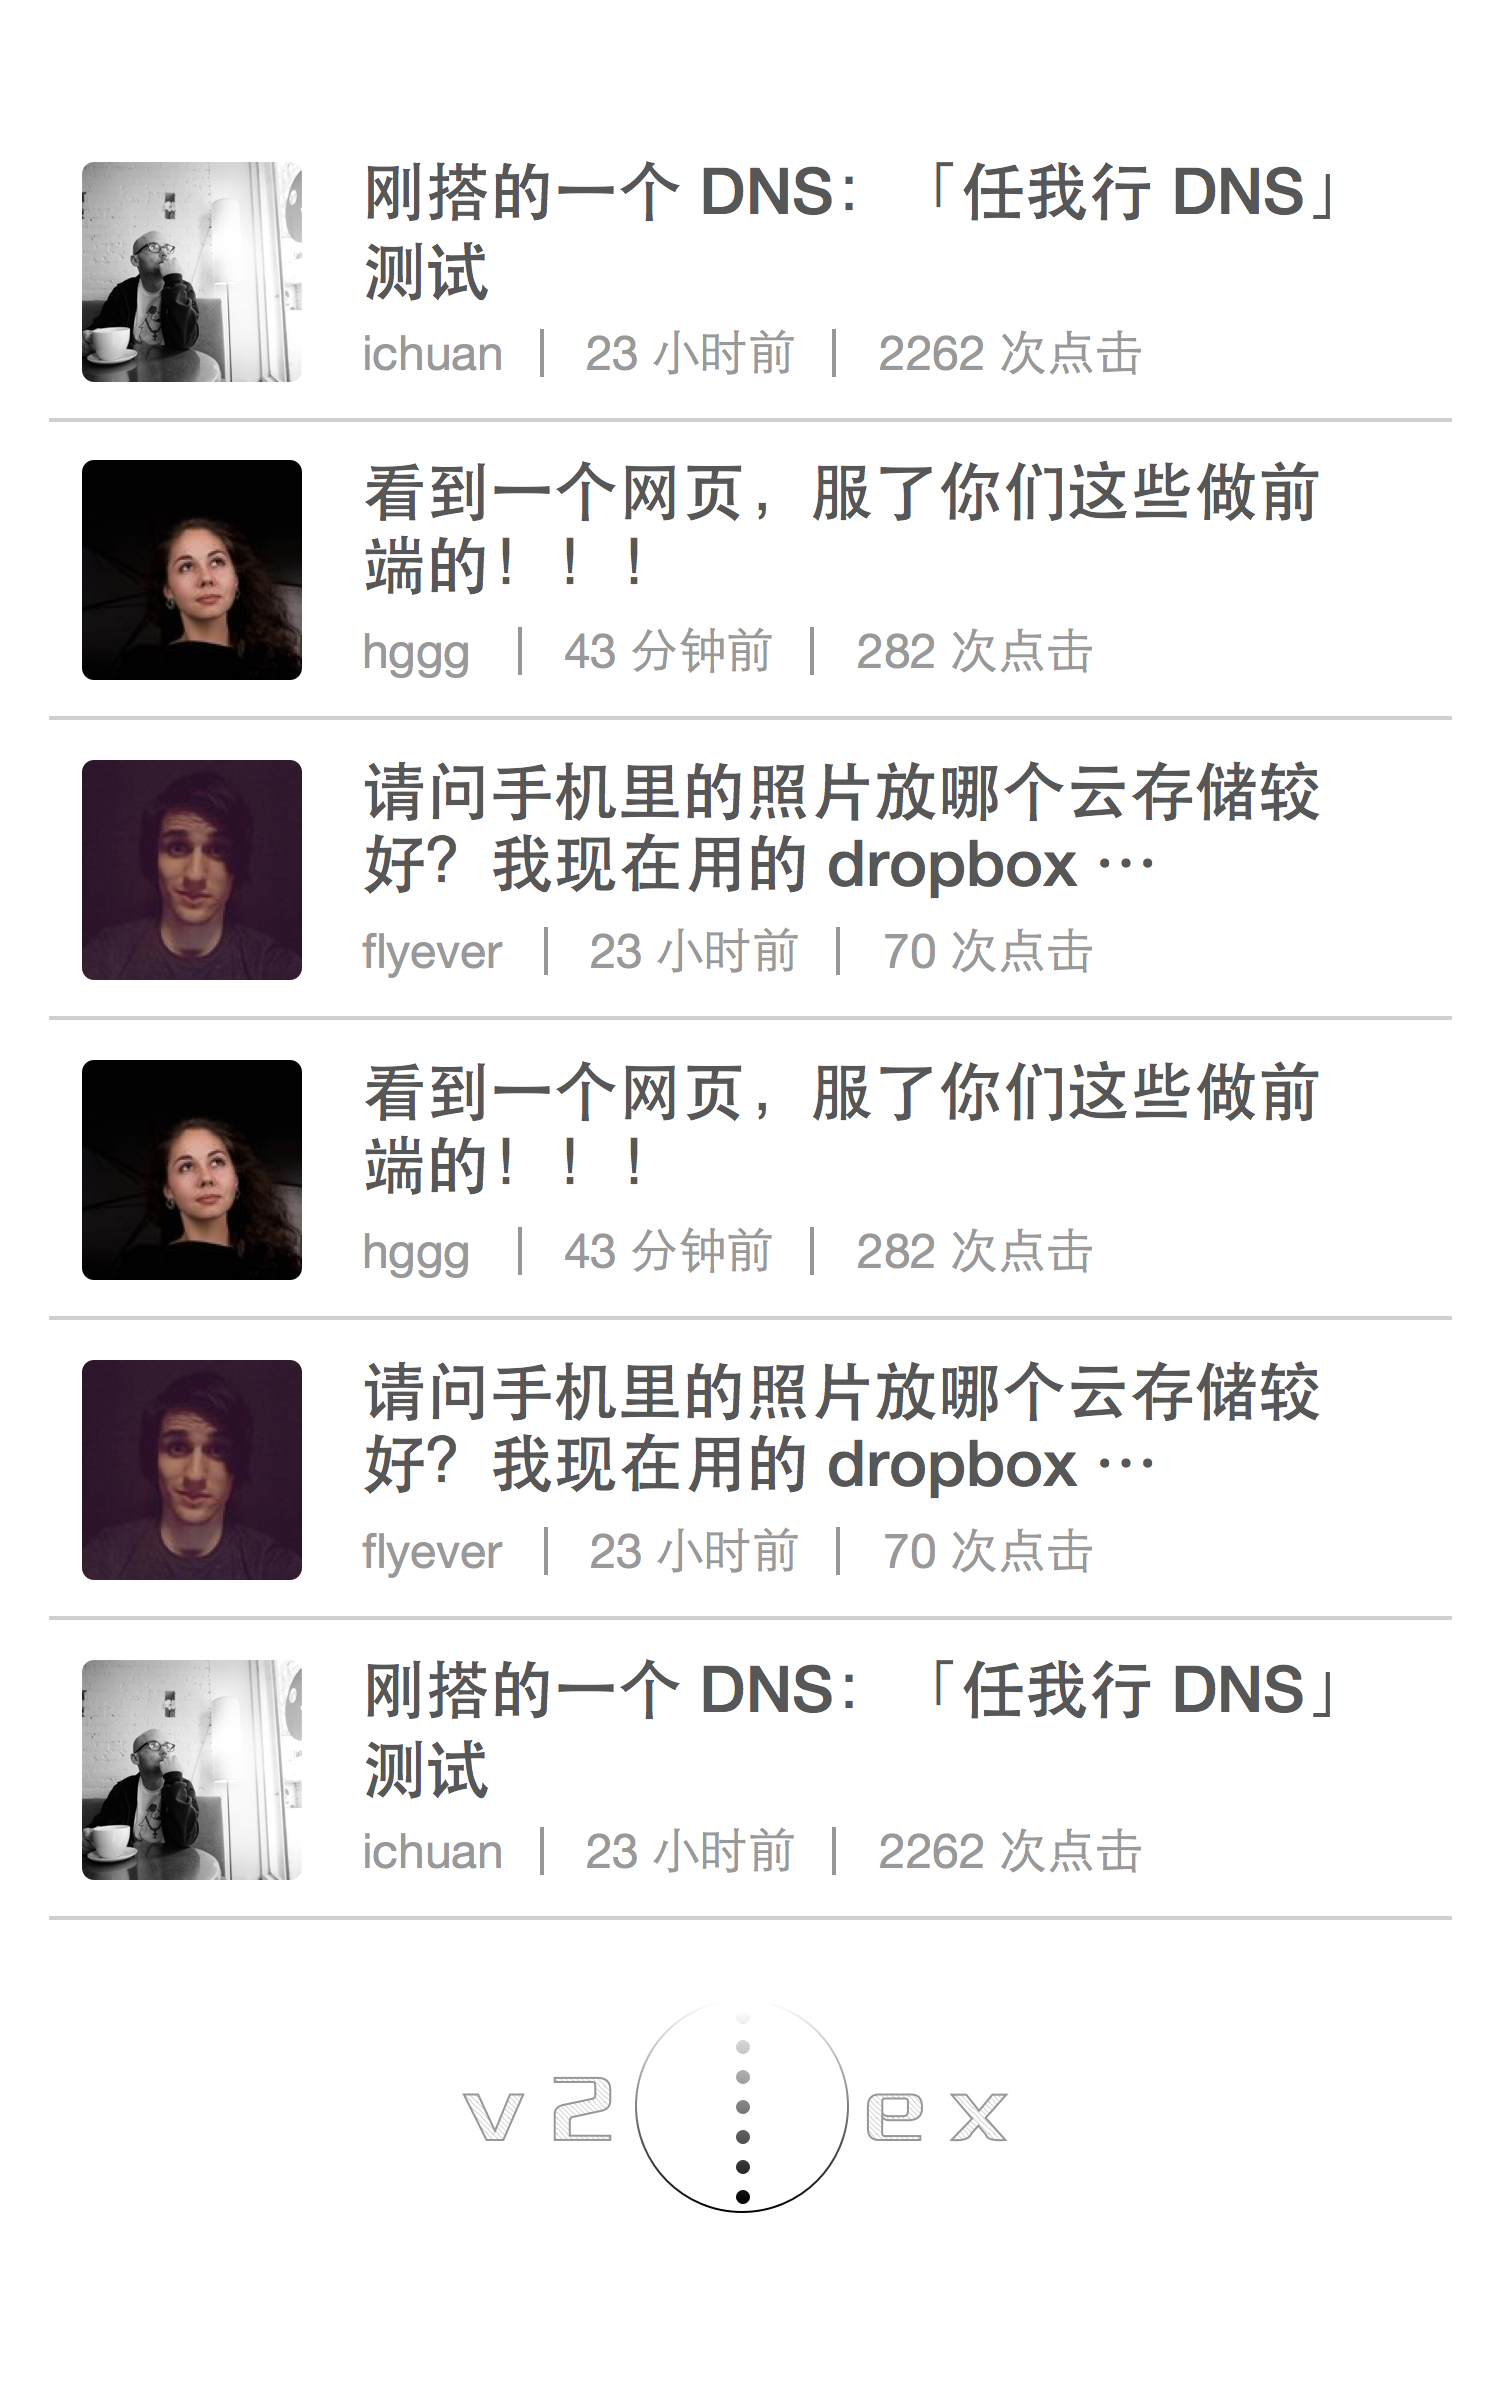 刚搭的一个 DNS：「任我行 DNS」
测试
ichuan | 23 小时前 | 2262 次点击
看到一个网页，服了你们这些做前
端的！！！
hggg | 43 分钟前 | 282 次点击
请问手机里的照片放哪个云存储较
好？我现在用的 dropbox …
flyever | 23 小时前 | 70 次点击
看到一个网页，服了你们这些做前
端的！！！
hggg | 43 分钟前 | 282 次点击
请问手机里的照片放哪个云存储较
好？我现在用的 dropbox …
flyever | 23 小时前 | 70 次点击
刚搭的一个 DNS：「任我行 DNS」
测试
ichuan | 23 小时前 | 2262 次点击
v2 ex